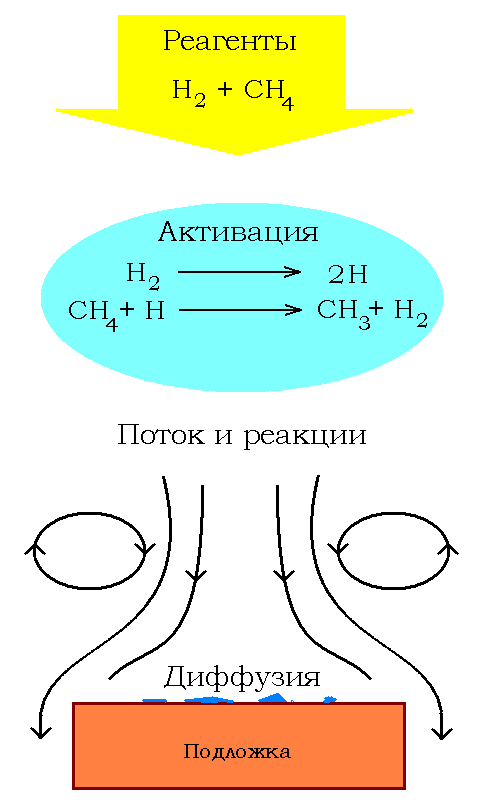 Реагенты
H₂ + CH₄
Активация
H₂ → 2H
CH₄ + H → CH₃ + H₂
Поток и реакции
Диффузия
Подложка